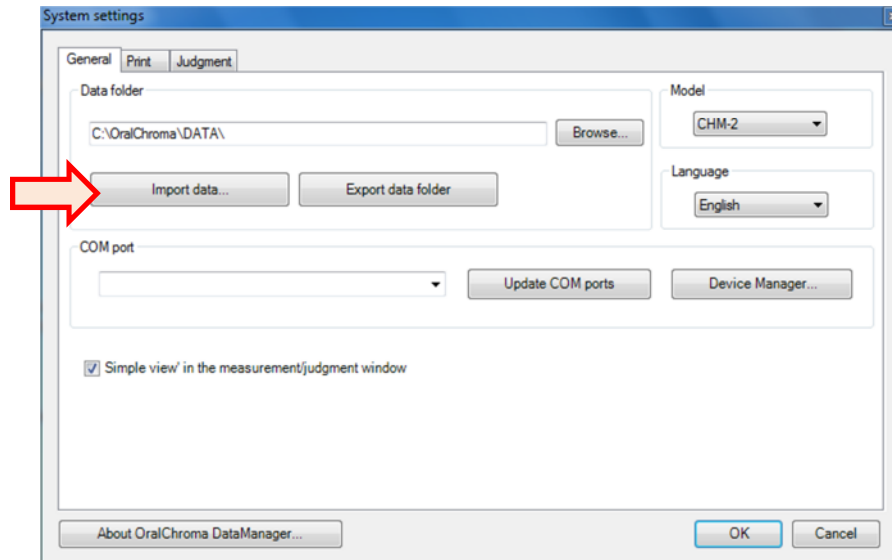 System settings
General Print Judgment
Data folder
C:\OralChroma\DATA\
Browse...
Import data...
Export data folder
Model
CHM-2
Language
English
COM port
Update COM ports
Device Manager...
Simple view' in the measurement/judgment window
About OralChroma DataManager...
OK
Cancel